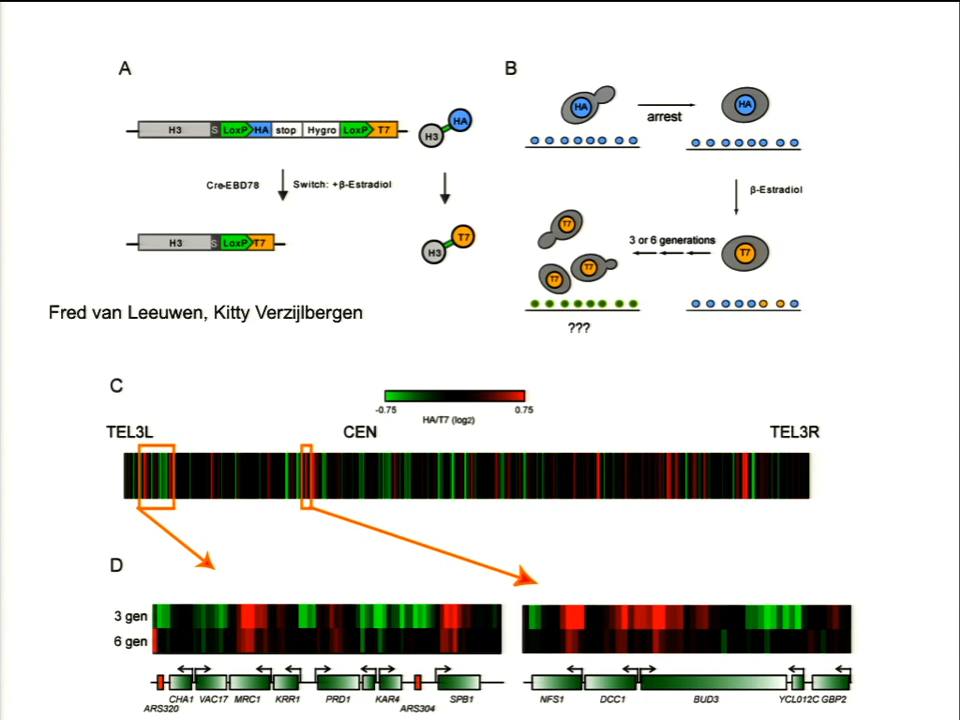 A
B
H3 S LoxP HA stop Hygro LoxP T7
H3 HA
HA
arrest
HA
Cre-EBD78 Switch: +β-Estradiol
β-Estradiol
H3 S LoxP T7
H3 T7
T7
T7
T7
3 or 6 generations
T7
???
Fred van Leeuwen, Kitty Verzijlbergen
C
-0.75 0.75
HA/T7 (log2)
TEL3L CEN TEL3R
D
3 gen
6 gen
CHA1 VAC17 MRC1 KRR1 PRD1 KAR4 SPB1 NFS1 DCC1 BUD3 YCL012C GBP2
ARS320 ARS304